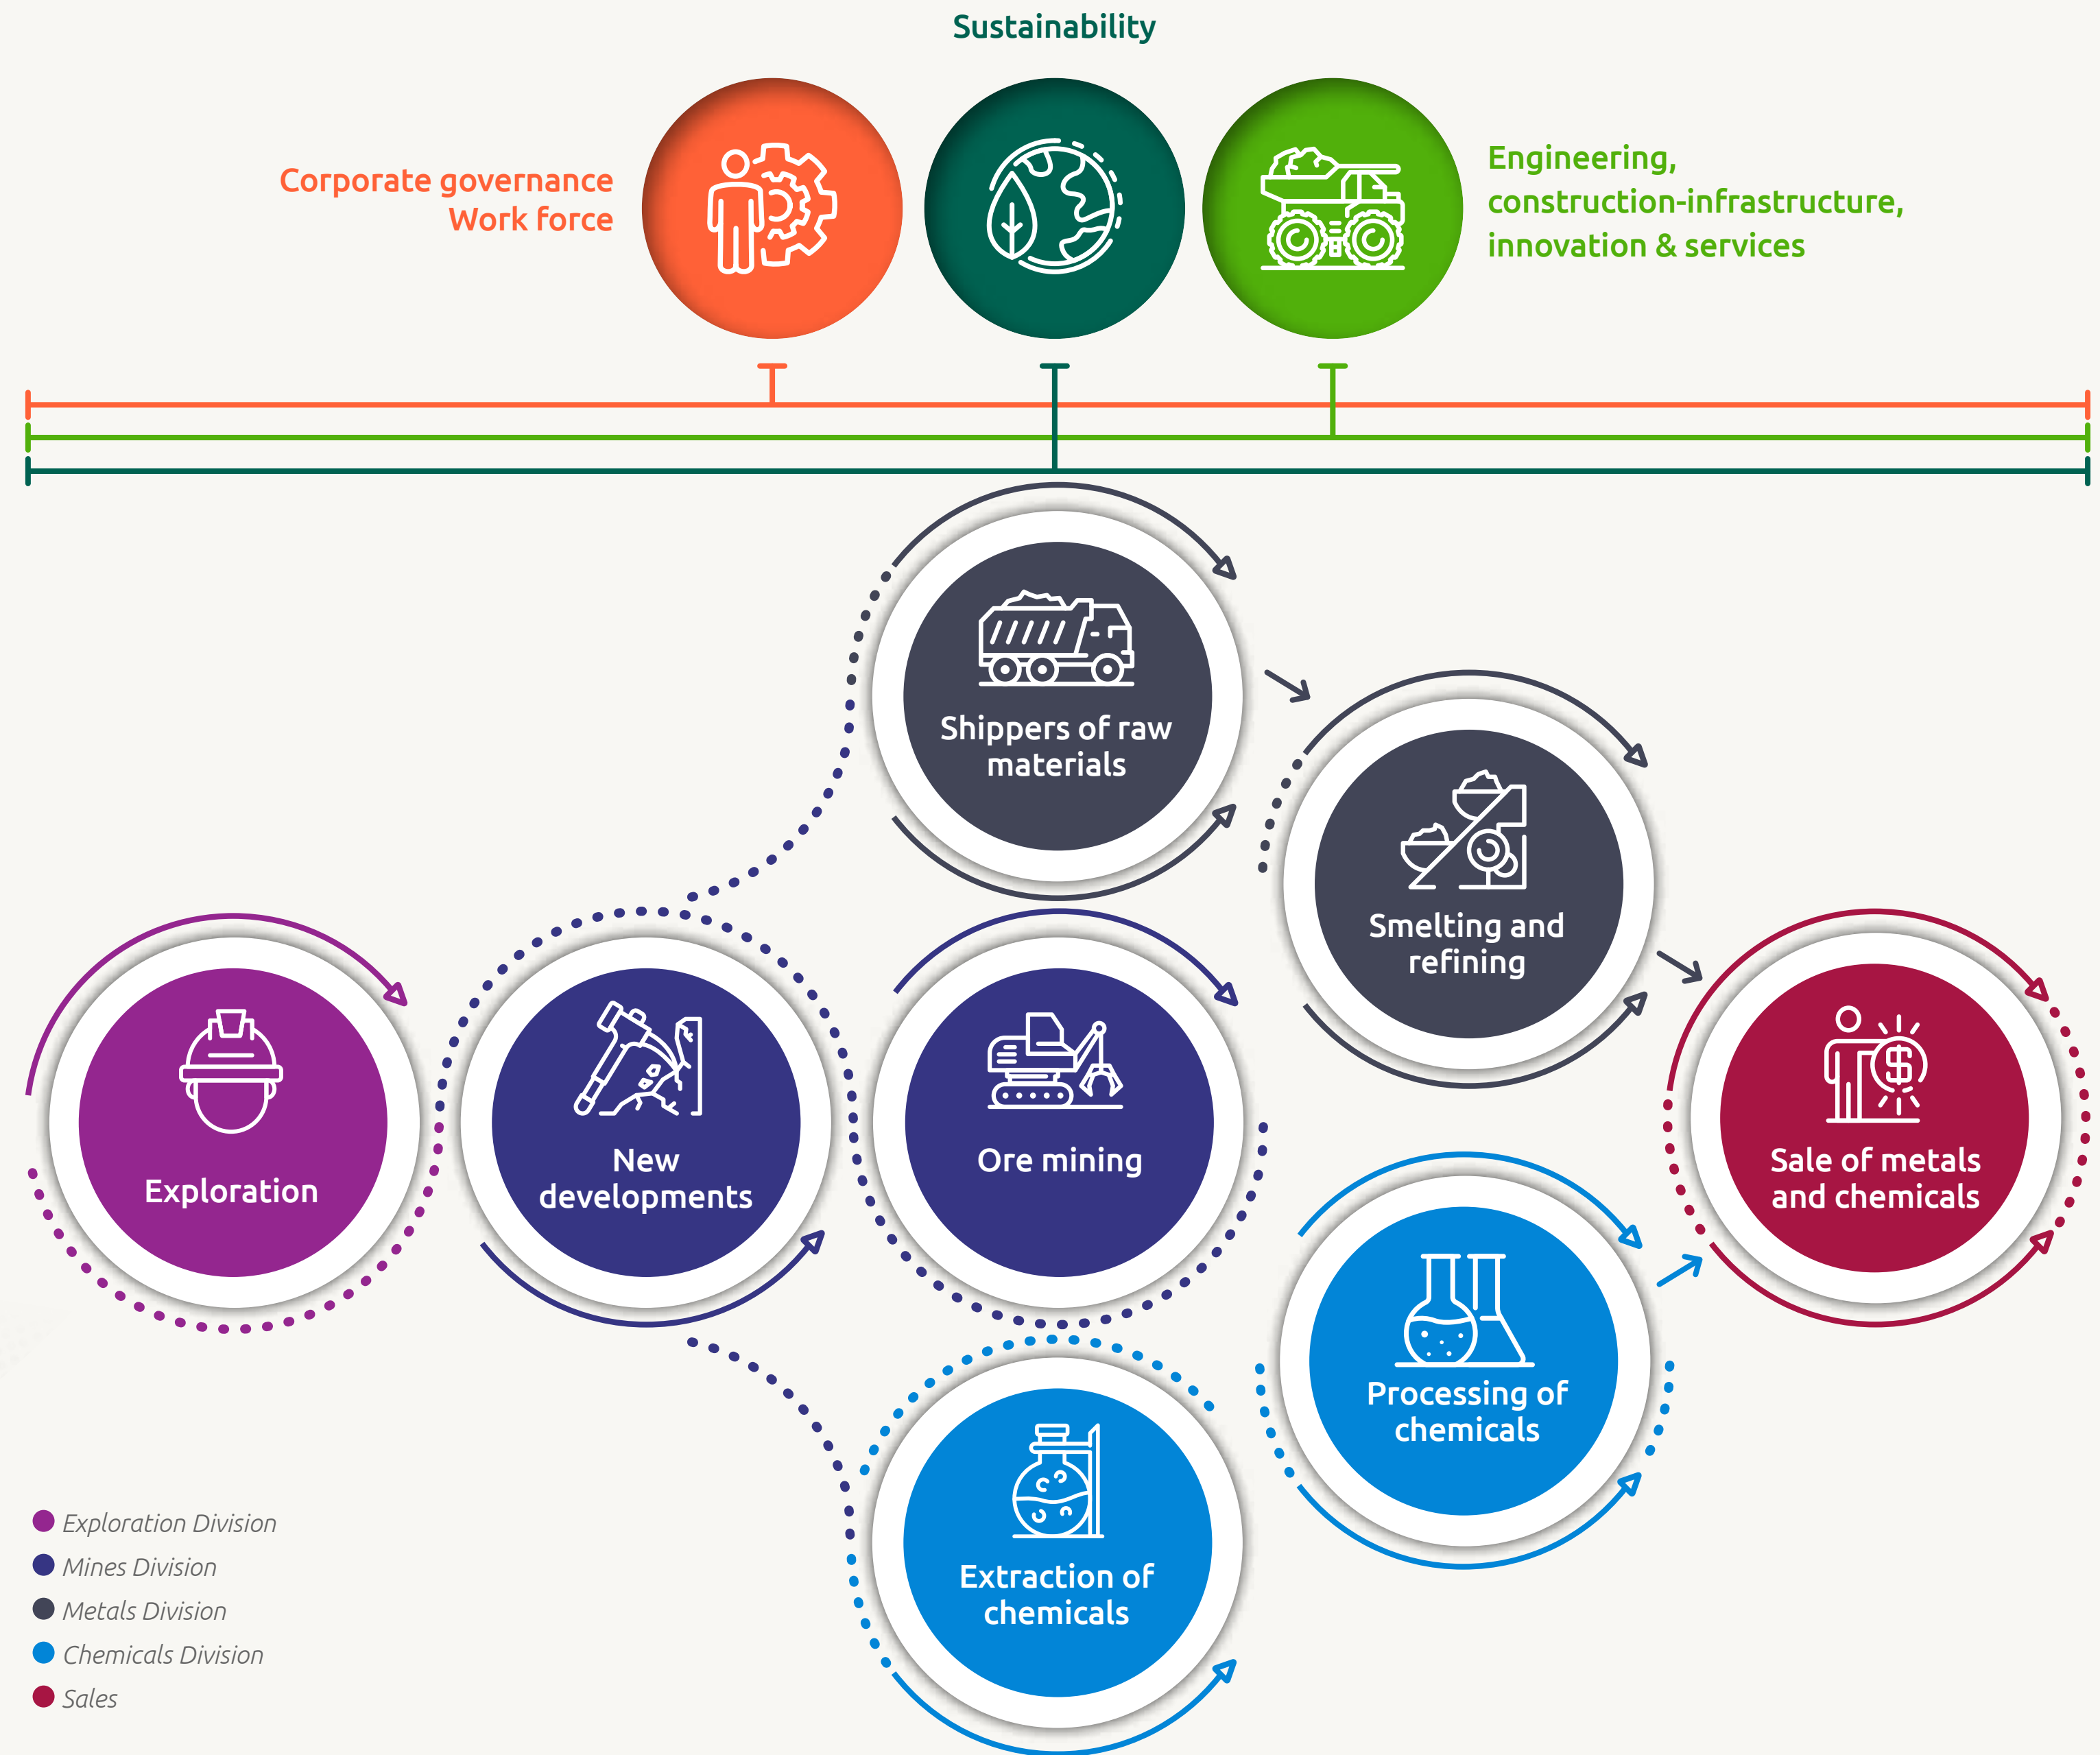 Sustainability
Corporate governance
Work force
Engineering,
construction-infrastructure,
innovation & services
Shippers of raw
materials
Smelting and
refining
Exploration
New
developments
Ore mining
Sale of metals
and chemicals
Processing of
chemicals
Extraction of
chemicals
Exploration Division
Mines Division
Metals Division
Chemicals Division
Sales